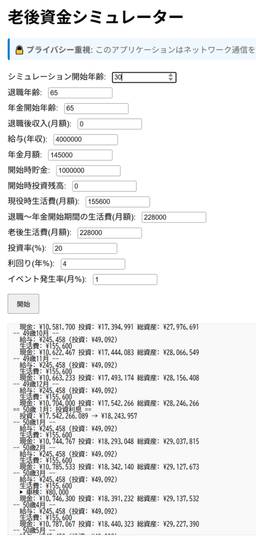 老後資金シミュレーター
🔒 プライバシー重視: このアプリケーションはネットワーク通信を
シミュレーション開始年齢: 30
退職年齢: 65
年金開始年齢: 65
退職後収入(月額): 0
給与(年収): 4000000
年金月額: 145000
開始時貯金: 1000000
開始時投資残高: 0
現役時生活費(月額): 155600
退職～年金開始期間の生活費(月額): 228000
老後生活費(月額): 228000
投資率(%): 20
利回り(%): 4
イベント発生率(月%): 1
開始
現金: ¥10,581,700 投資: ¥17,394,991 総資産: ¥27,976,691
-- 49歳10月 --
給与: ¥245,458 (投資: ¥49,092)
生活費: ¥155,600
現金: ¥10,622,467 投資: ¥17,444,083 総資産: ¥28,066,549
-- 49歳11月 --
給与: ¥245,458 (投資: ¥49,092)
生活費: ¥155,600
現金: ¥10,663,233 投資: ¥17,493,174 総資産: ¥28,156,408
-- 49歳12月 --
給与: ¥245,458 (投資: ¥49,092)
生活費: ¥155,600
現金: ¥10,704,000 投資: ¥17,542,266 総資産: ¥28,246,266
== 50歳 1月: 投資利息 ==
投資: ¥17,542,266.089 → ¥18,243,957
-- 50歳1月 --
給与: ¥245,458 (投資: ¥49,092)
生活費: ¥155,600
現金: ¥10,744,767 投資: ¥18,293,048 総資産: ¥29,037,815
-- 50歳2月 --
給与: ¥245,458 (投資: ¥49,092)
生活費: ¥155,600
現金: ¥10,785,533 投資: ¥18,342,140 総資産: ¥29,127,673
-- 50歳3月 --
給与: ¥245,458 (投資: ¥49,092)
生活費: ¥155,600
▶ 車検: ¥80,000
現金: ¥10,746,300 投資: ¥18,391,232 総資産: ¥29,137,532
-- 50歳4月 --
給与: ¥245,458 (投資: ¥49,092)
生活費: ¥155,600
現金: ¥10,787,067 投資: ¥18,440,323 総資産: ¥29,227,390
-- 50歳5月 --